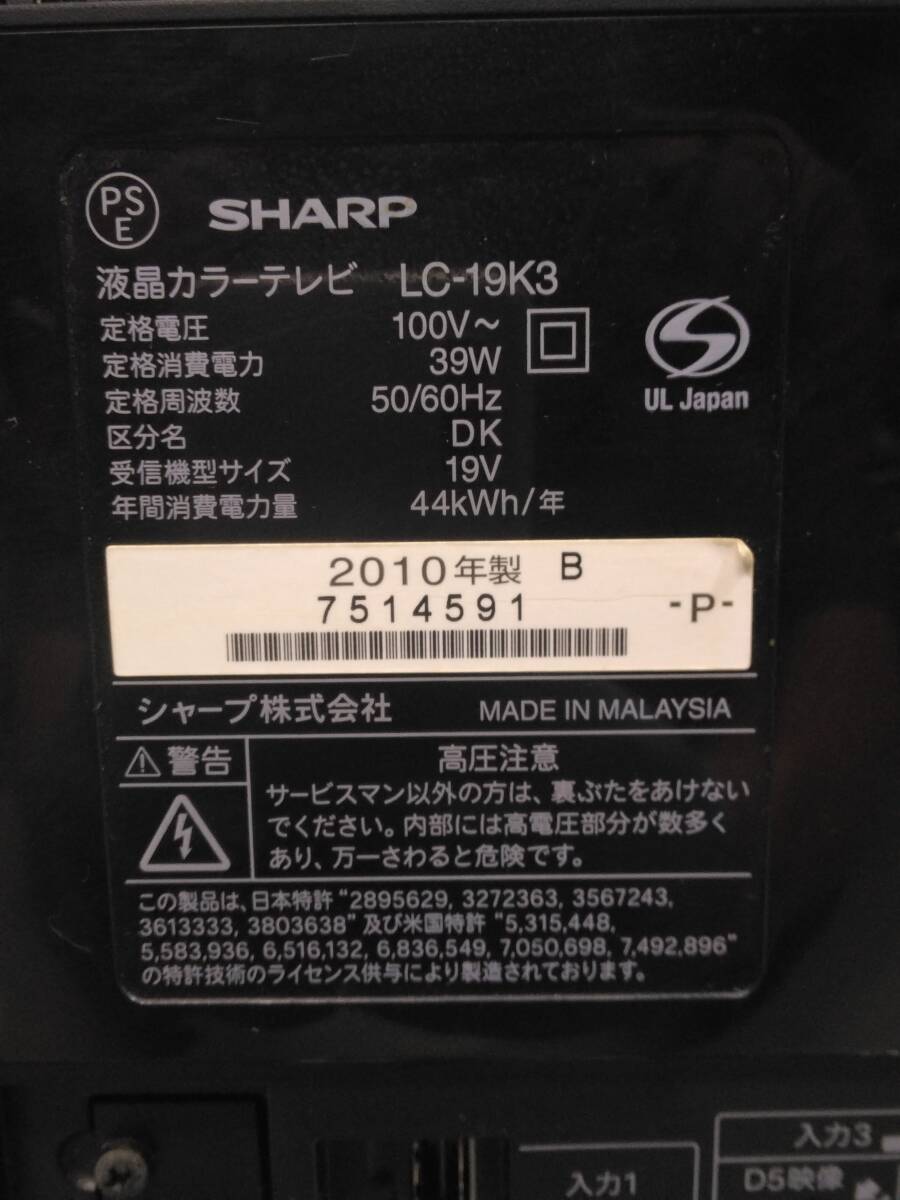 PS
E
SHARP
液晶カラーテレビ LC-19K3
定格電圧 100V～
定格消費電力 39W
定格周波数 50/60Hz
区分名 DK
受信機型サイズ 19V
年間消費電力量 44kWh/年
UL Japan
2010年製 B
7514591 -P-
シャープ株式会社 MADE IN MALAYSIA
警告
高圧注意
サービスマン以外の方は、裏ぶたをあけない
でください。内部には高電圧部分が数多く
あり、万一さわると危険です。
この製品は、日本特許“2895629, 3272363, 3567243,
3613333, 3803638”及び米国特許“5,315,448,
5,583,936, 6,516,132, 6,836,549, 7,050,698, 7,492,896”
の特許技術のライセンス供与により製造されております。
入力3
入力1
D5映像